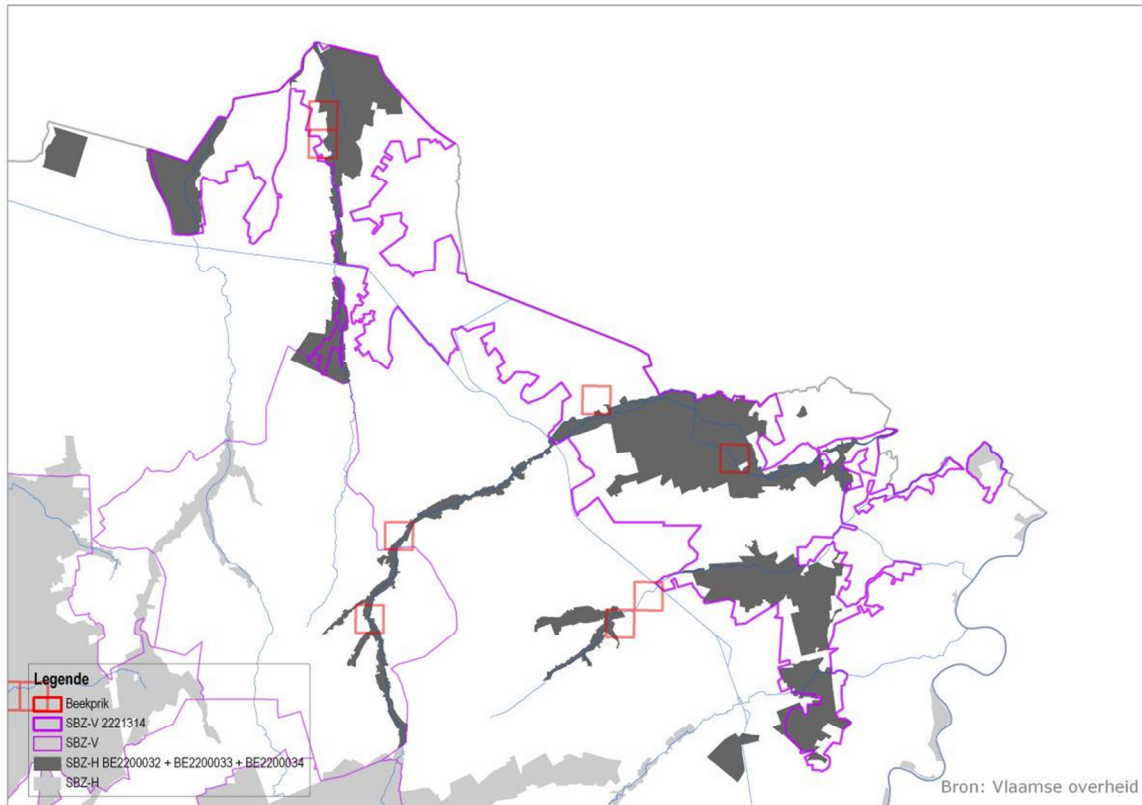 Legende
Beekprik
SBZ-V 2221314
SBZ-V
SBZ-H BE2200032 + BE2200033 + BE2200034
SBZ-H
Bron: Vlaamse overheid